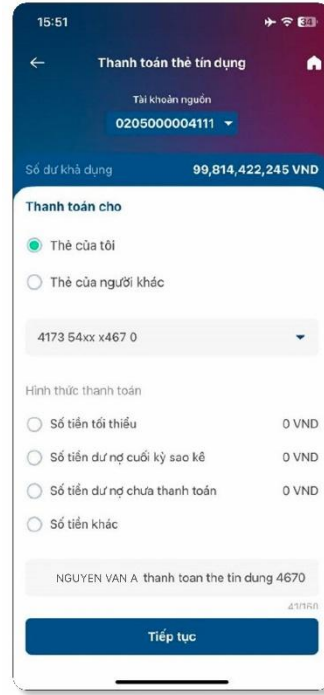 15:51
34
Thanh toán thẻ tín dụng
Tài khoản nguồn
0205000004111
Số dư khả dụng 99,814,422,245 VND
Thanh toán cho
Thẻ của tôi
Thẻ của người khác
4173 54xx x467 0
Hình thức thanh toán
Số tiền tối thiểu 0 VND
Số tiền dư nợ cuối kỳ sao kê 0 VND
Số tiền dư nợ chưa thanh toán 0 VND
Số tiền khác
NGUYEN VAN A thanh toan the tin dung 4670
41/160
Tiếp tục